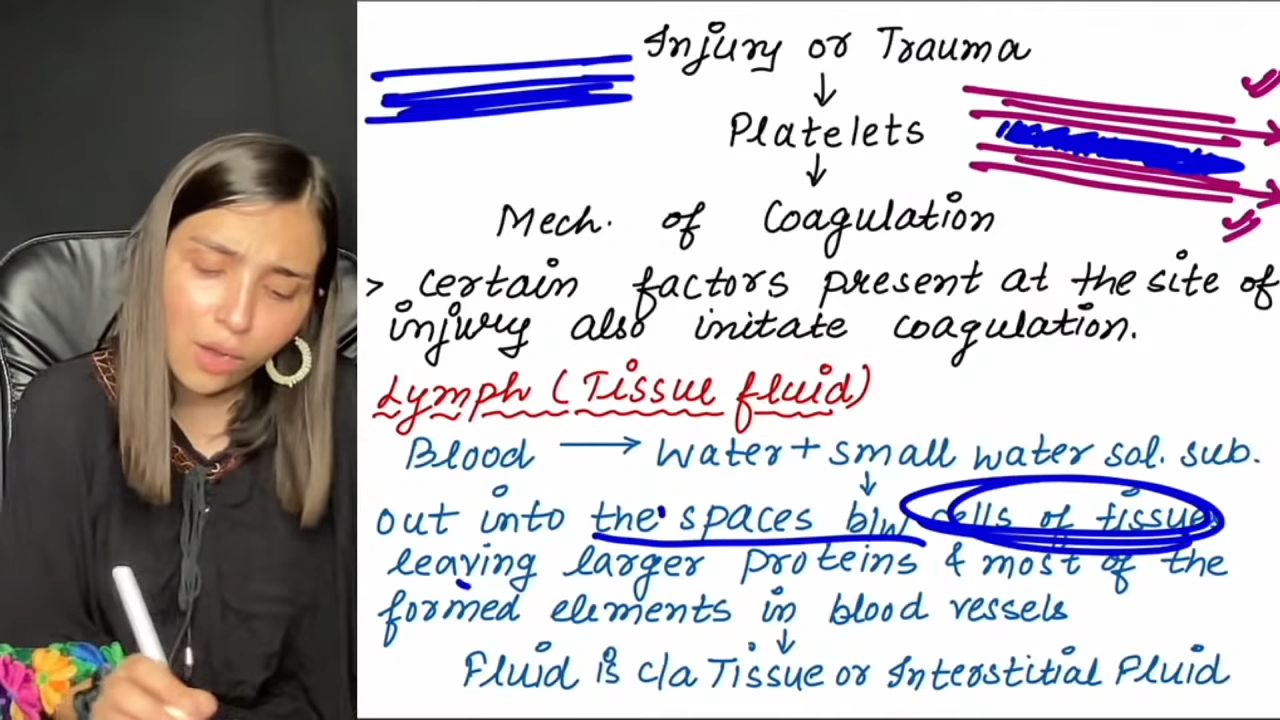 Injury or Trauma
↓
Platelets
↓
Mech. of Coagulation
> certain factors present at the site of
injury also initate coagulation.
Lymph (Tissue fluid)
Blood → Water + small water sol. sub.
↓
out into the spaces b/w cells of tissues
leaving larger proteins & most of the
formed elements in blood vessels
↓
Fluid is c/a Tissue or Interstitial Fluid